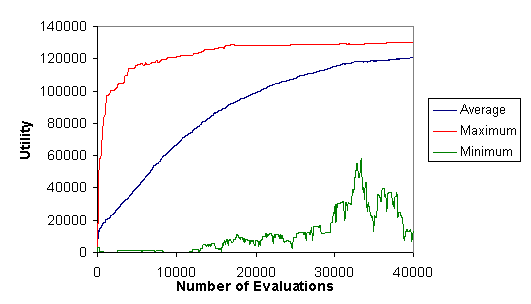 140000
120000
100000
80000
60000
40000
20000
0
Utility
0 10000 20000 30000 40000
Number of Evaluations
Average
Maximum
Minimum